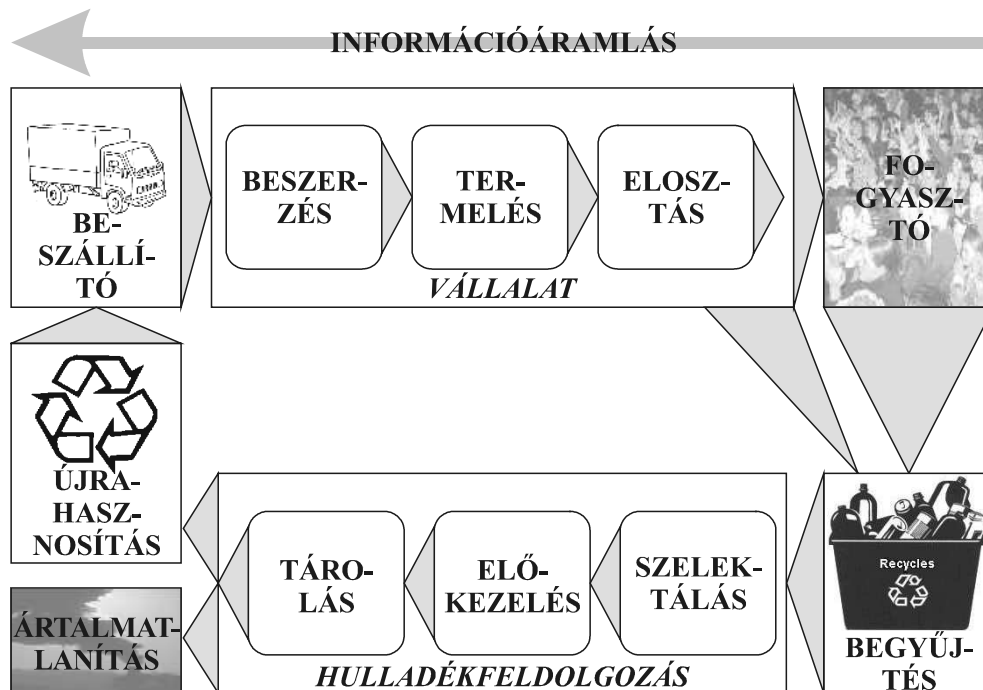 INFORMÁCIÓÁRAMLÁS
BE-
SZÁLLÍ-
TÓ
BESZER-
ZÉS
TER-
MELÉS
ELOSZ-
TÁS
VÁLLALAT
FO-
GYASZ-
TÓ
ÚJRA-
HASZ-
NOSÍTÁS
ÁRTALMAT-
LANÍTÁS
TÁRO-
LÁS
ELŐ-
KEZELÉS
SZELEK-
TÁLÁS
HULLADÉKFELDOLGOZÁS
Recycles
BEGYŰJ-
TÉS